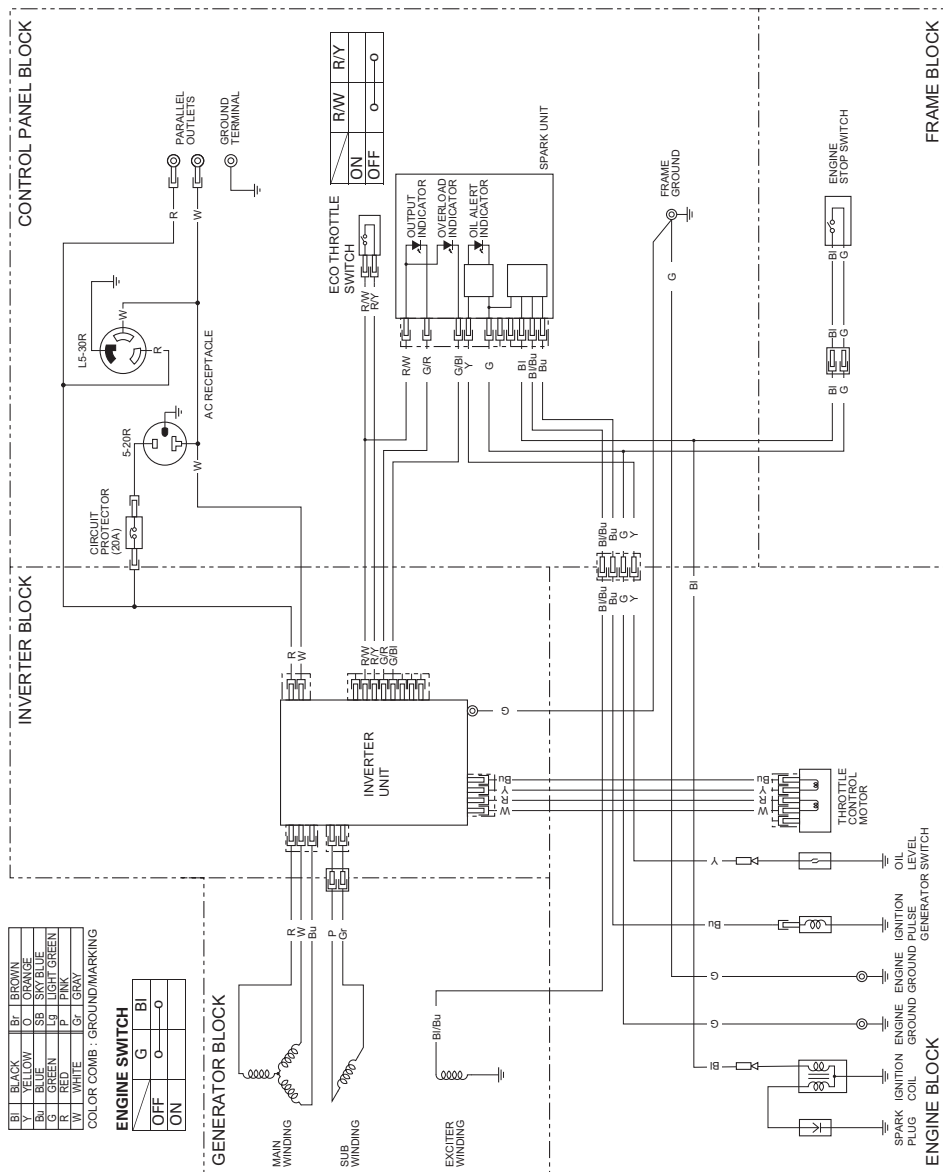 CONTROL PANEL BLOCK
FRAME BLOCK
INVERTER BLOCK
GENERATOR BLOCK
ENGINE BLOCK
PARALLEL
OUTLETS
GROUND
TERMINAL
R
W
L5-30R
W
R
AC RECEPTACLE
5-20R
W
CIRCUIT
PROTECTOR
(20A)
R/W R/Y
ON
OFF
ECO THROTTLE
SWITCH
R/W
R/Y
SPARK UNIT
OUTPUT
INDICATOR
OVERLOAD
INDICATOR
OIL ALERT
INDICATOR
R/W
G/R
G/Bl
Y
G
Bl
Bl/Bu
Bu
FRAME
GROUND
G
ENGINE
STOP SWITCH
Bl
G
Bl
G
Bl
G
Bl/Bu
Bu
G
Y
Bl/Bu
Bu
G
Y
Bl
R
W
R/W
R/Y
G/R
G/Bl
INVERTER
UNIT
G
Bu
Y
R
W
Bu
Y
R
W
THROTTLE
CONTROL
MOTOR
R
W
Bu
P
Gr
Bl/Bu
MAIN
WINDING
SUB
WINDING
EXCITER
WINDING
Y
Bu
G
G
Bl
OIL
LEVEL
SWITCH
IGNITION
PULSE
GENERATOR
ENGINE
GROUND
ENGINE
GROUND
IGNITION
COIL
SPARK
PLUG
Bl BLACK Br BROWN
Y YELLOW O ORANGE
Bu BLUE SB SKY BLUE
G GREEN Lg LIGHT GREEN
R RED P PINK
W WHITE Gr GRAY
COLOR COMB : GROUND/MARKING
ENGINE SWITCH
G Bl
OFF
ON